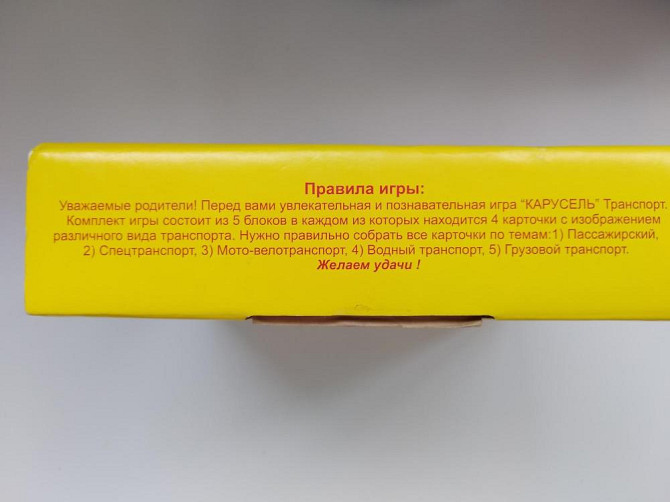 Правила игры:
Уважаемые родители! Перед вами увлекательная и познавательная игра "КАРУСЕЛЬ" Транспорт.
Комплект игры состоит из 5 блоков в каждом из которых находится 4 карточки с изображением
различного вида транспорта. Нужно правильно собрать все карточки по темам:1) Пассажирский,
2) Спецтранспорт, 3) Мото-велотранспорт, 4) Водный транспорт, 5) Грузовой транспорт.
Желаем удачи !